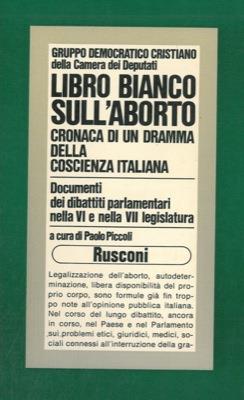 GRUPPO DEMOCRATICO CRISTIANO
della Camera dei Deputati
LIBRO BIANCO
SULL'ABORTO
CRONACA DI UN DRAMMA
DELLA
COSCIENZA ITALIANA
Documenti
dei dibattiti parlamentari
nella VI e nella VII legislatura
a cura di Paolo Piccoli
Rusconi
Legalizzazione dell'aborto, autodeter-
minazione, libera disponibilità del pro-
prio corpo, sono formule già fin trop-
po note all'opinione pubblica italiana.
Nel corso del lungo dibattito, ancora
in corso, nel Paese e nel Parlamento
sui problemi etici, giuridici, medici, so-
ciali connessi all'interruzione della gra-